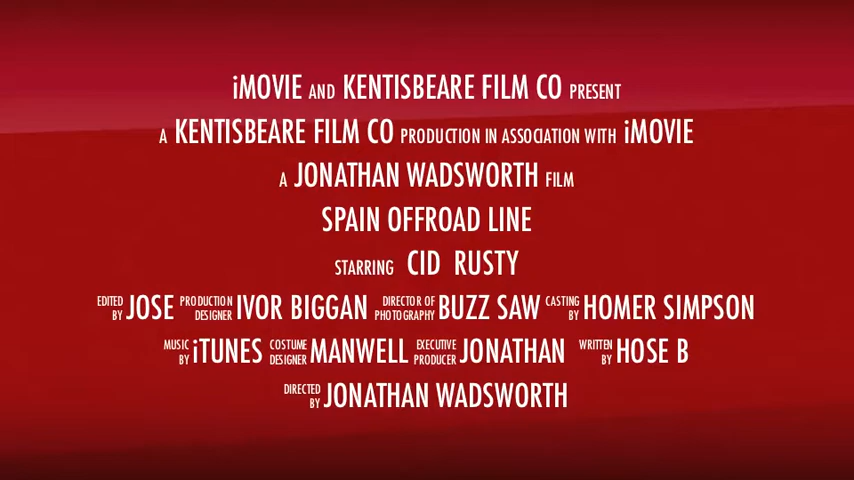 iMOVIE AND KENTISBEARE FILM CO PRESENT
A KENTISBEARE FILM CO PRODUCTION IN ASSOCIATION WITH iMOVIE
A JONATHAN WADSWORTH FILM
SPAIN OFFROAD LINE
STARRING CID RUSTY
EDITED BY JOSE PRODUCTION DESIGNER IVOR BIGGAN DIRECTOR OF PHOTOGRAPHY BUZZ SAW CASTING BY HOMER SIMPSON
MUSIC BY iTUNES COSTUME DESIGNER MANWELL EXECUTIVE PRODUCER JONATHAN WRITTEN BY HOSE B
DIRECTED BY JONATHAN WADSWORTH